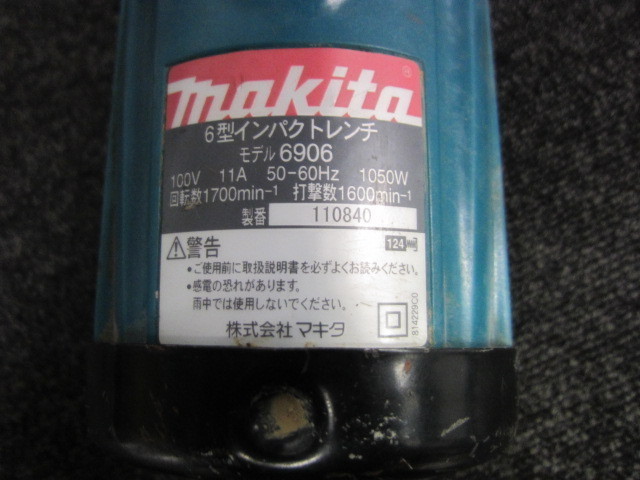 makita
6型インパクトレンチ
モデル 6906
100V 11A 50-60Hz 1050W
回転数1700min-1 打撃数1600min-1
製番 110840
警告
124
•ご使用前に取扱説明書を必ずよくお読みください。
•感電の恐れがあります。
雨中では使用しないでください。
株式会社マキタ
814229C0